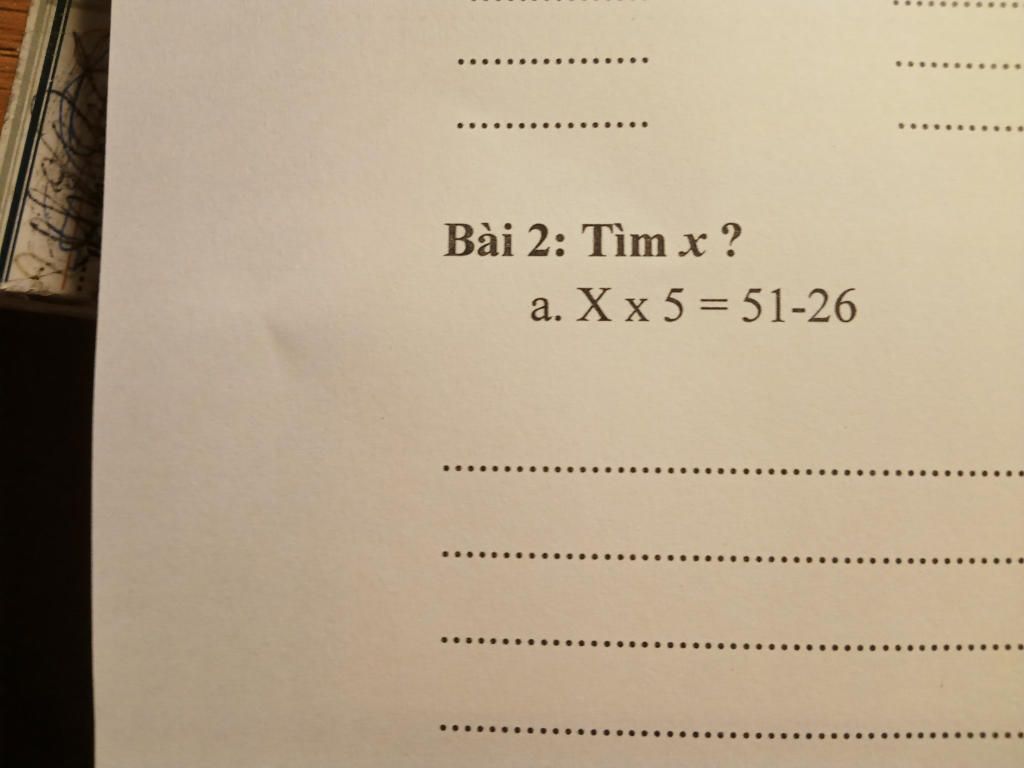 Bài 2: Tìm x ?
a. X x 5 = 51-26